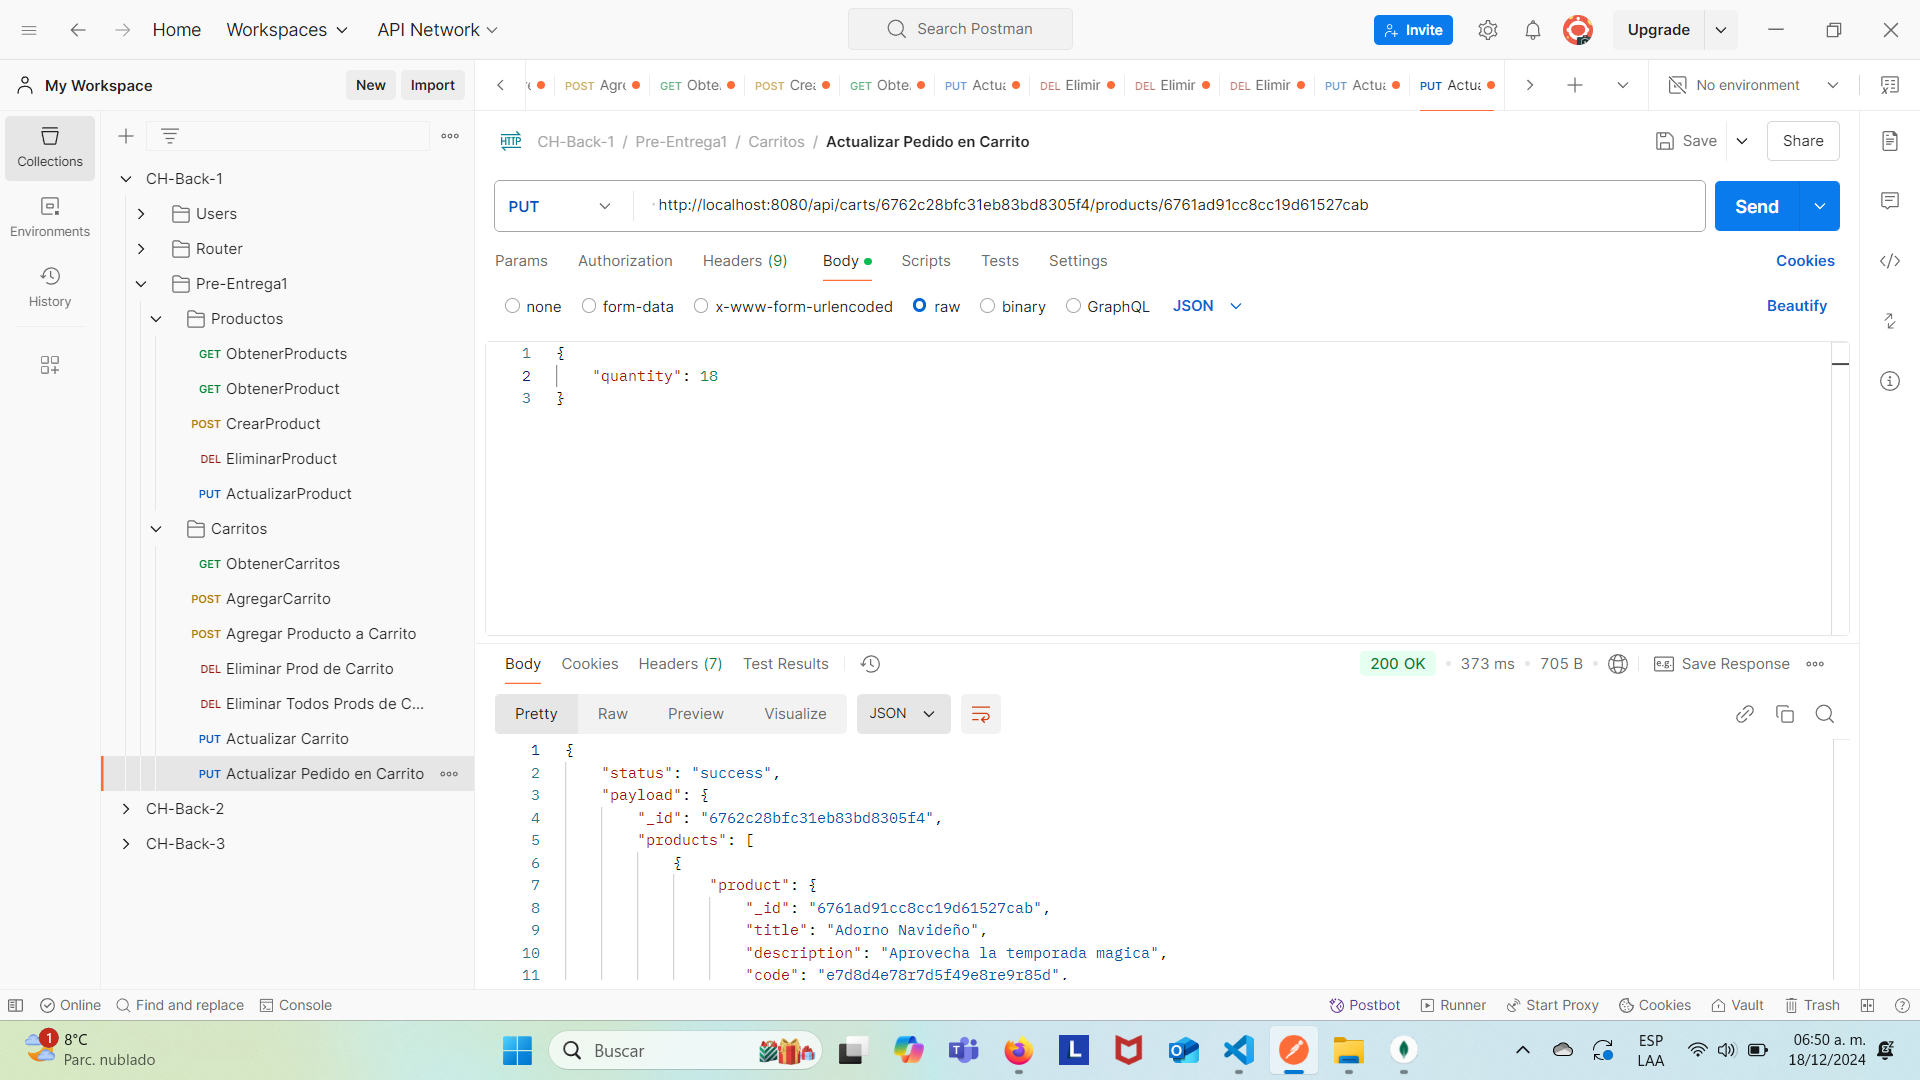 Home Workspaces API Network Search Postman Invite Upgrade
My Workspace New Import
POST Agre GET Obte. POST Crea GET Obte. PUT Actua DEL Elimir DEL Elimir DEL Elimir PUT Actua PUT Actua No environment
Collections
Environments
History
CH-Back-1
Users
Router
Pre-Entrega1
Productos
GET ObtenerProducts
GET ObtenerProduct
POST CrearProduct
DEL EliminarProduct
PUT ActualizarProduct
Carritos
GET ObtenerCarritos
POST AgregarCarrito
POST Agregar Producto a Carrito
DEL Eliminar Prod de Carrito
DEL Eliminar Todos Prods de C...
PUT Actualizar Carrito
PUT Actualizar Pedido en Carrito
CH-Back-2
CH-Back-3
HTTP CH-Back-1 / Pre-Entrega1 / Carritos / Actualizar Pedido en Carrito Save Share
PUT http://localhost:8080/api/carts/6762c28bfc31eb83bd8305f4/products/6761ad91cc8cc19d61527cab Send
Params Authorization Headers (9) Body Scripts Tests Settings Cookies
none form-data x-www-form-urlencoded raw binary GraphQL JSON Beautify
1 {
2 "quantity": 18
3 }
Body Cookies Headers (7) Test Results 200 OK 373 ms 705 B e.g. Save Response
Pretty Raw Preview Visualize JSON
1 {
2 "status": "success",
3 "payload": {
4 "_id": "6762c28bfc31eb83bd8305f4",
5 "products": [
6 {
7 "product": {
8 "_id": "6761ad91cc8cc19d61527cab",
9 "title": "Adorno Navideño",
10 "description": "Aprovecha la temporada magica",
11 "code": "e7d8d4e78r7d5f49e8re9r85d",
Online Find and replace Console Postbot Runner Start Proxy Cookies Vault Trash
1 8°C
Parc. nublado
Buscar
L
ESP
LAA
06:50 a. m.
18/12/2024